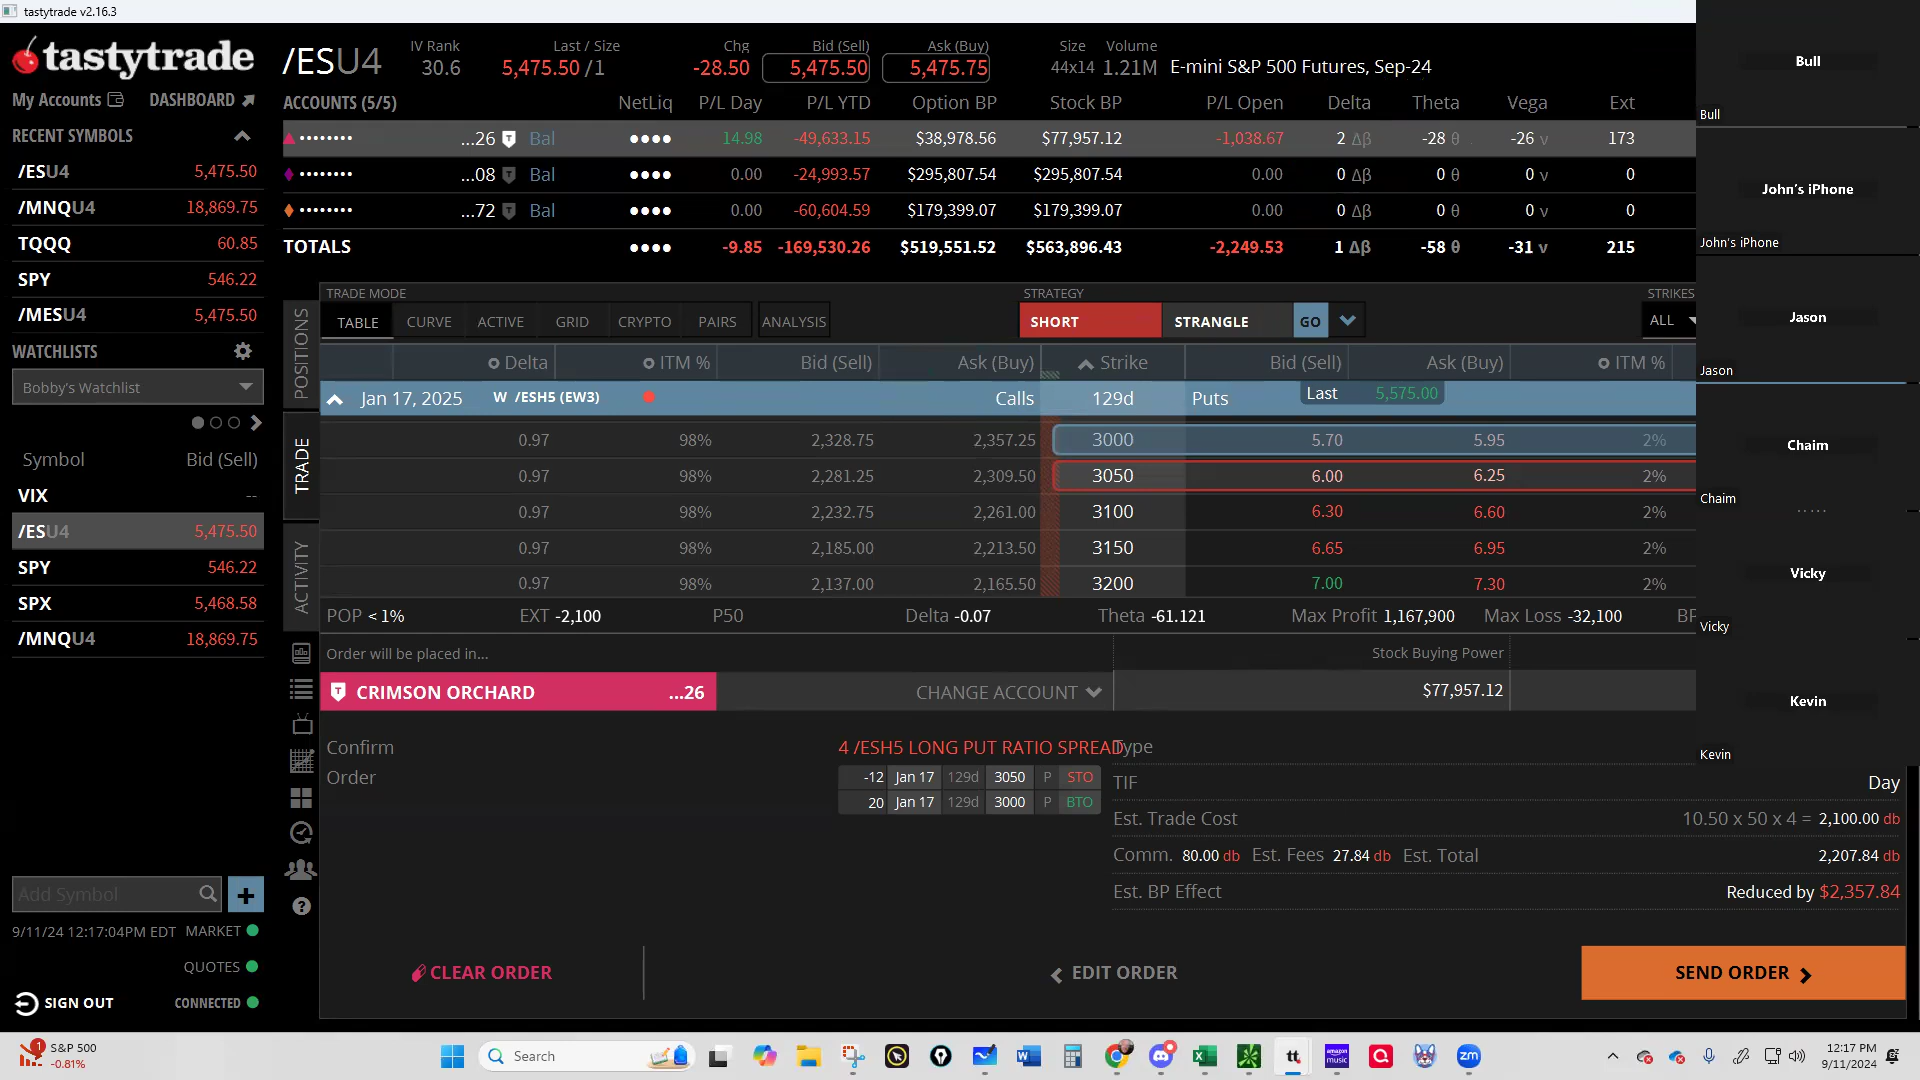 tastytrade v2.16.3
tastytrade
My Accounts
DASHBOARD
RECENT SYMBOLS
/ESU4 5,475.50
/MNQU4 18,869.75
TQQQ 60.85
SPY 546.22
/MESU4 5,475.50
WATCHLISTS
Bobby's Watchlist
Symbol Bid (Sell)
VIX --
/ESU4 5,475.50
SPY 546.22
SPX 5,468.58
/MNQU4 18,869.75
Add Symbol
9/11/24 12:17:04PM EDT MARKET
QUOTES
SIGN OUT CONNECTED
/ESU4
IV Rank Last / Size Chg Bid (Sell) Ask (Buy) Size Volume
30.6 5,475.50 /1 -28.50 5,475.50 5,475.75 44x14 1.21M E-mini S&P 500 Futures, Sep-24
ACCOUNTS (5/5) NetLiq P/L Day P/L YTD Option BP Stock BP P/L Open Delta Theta Vega Ext
...26 Bal 14.98 -49,633.15 $38,978.56 $77,957.12 -1,038.67 2 Δβ -28 θ -26 v 173
...08 Bal 0.00 -24,993.57 $295,807.54 $295,807.54 0.00 0 Δβ 0 θ 0 v 0
...72 Bal 0.00 -60,604.59 $179,399.07 $179,399.07 0.00 0 Δβ 0 θ 0 v 0
TOTALS -9.85 -169,530.26 $519,551.52 $563,896.43 -2,249.53 1 Δβ -58 θ -31 v 215
POSITIONS
TRADE
ACTIVITY
TRADE MODE STRATEGY STRIKES
TABLE CURVE ACTIVE GRID CRYPTO PAIRS ANALYSIS SHORT STRANGLE GO ALL
Delta ITM % Bid (Sell) Ask (Buy) Strike Bid (Sell) Ask (Buy) ITM %
Jan 17, 2025 W /ESH5 (EW3) Calls 129d Puts Last 5,575.00
0.97 98% 2,328.75 2,357.25 3000 5.70 5.95 2%
0.97 98% 2,281.25 2,309.50 3050 6.00 6.25 2%
0.97 98% 2,232.75 2,261.00 3100 6.30 6.60 2%
0.97 98% 2,185.00 2,213.50 3150 6.65 6.95 2%
0.97 98% 2,137.00 2,165.50 3200 7.00 7.30 2%
POP < 1% EXT -2,100 P50 Delta -0.07 Theta -61.121 Max Profit 1,167,900 Max Loss -32,100 BP
Order will be placed in... Stock Buying Power
CRIMSON ORCHARD ...26 CHANGE ACCOUNT $77,957.12
Confirm
Order
4 /ESH5 LONG PUT RATIO SPREAD
-12 Jan 17 129d 3050 P STO
20 Jan 17 129d 3000 P BTO
Type
TIF Day
Est. Trade Cost 10.50 x 50 x 4 = 2,100.00 db
Comm. 80.00 db Est. Fees 27.84 db Est. Total 2,207.84 db
Est. BP Effect Reduced by $2,357.84
CLEAR ORDER EDIT ORDER SEND ORDER
Bull
Bull
John's iPhone
John's iPhone
Jason
Jason
Chaim
Chaim
Vicky
Vicky
Kevin
Kevin
1
S&P 500
-0.81%
Search
tt
amazon music
zm
12:17 PM
9/11/2024